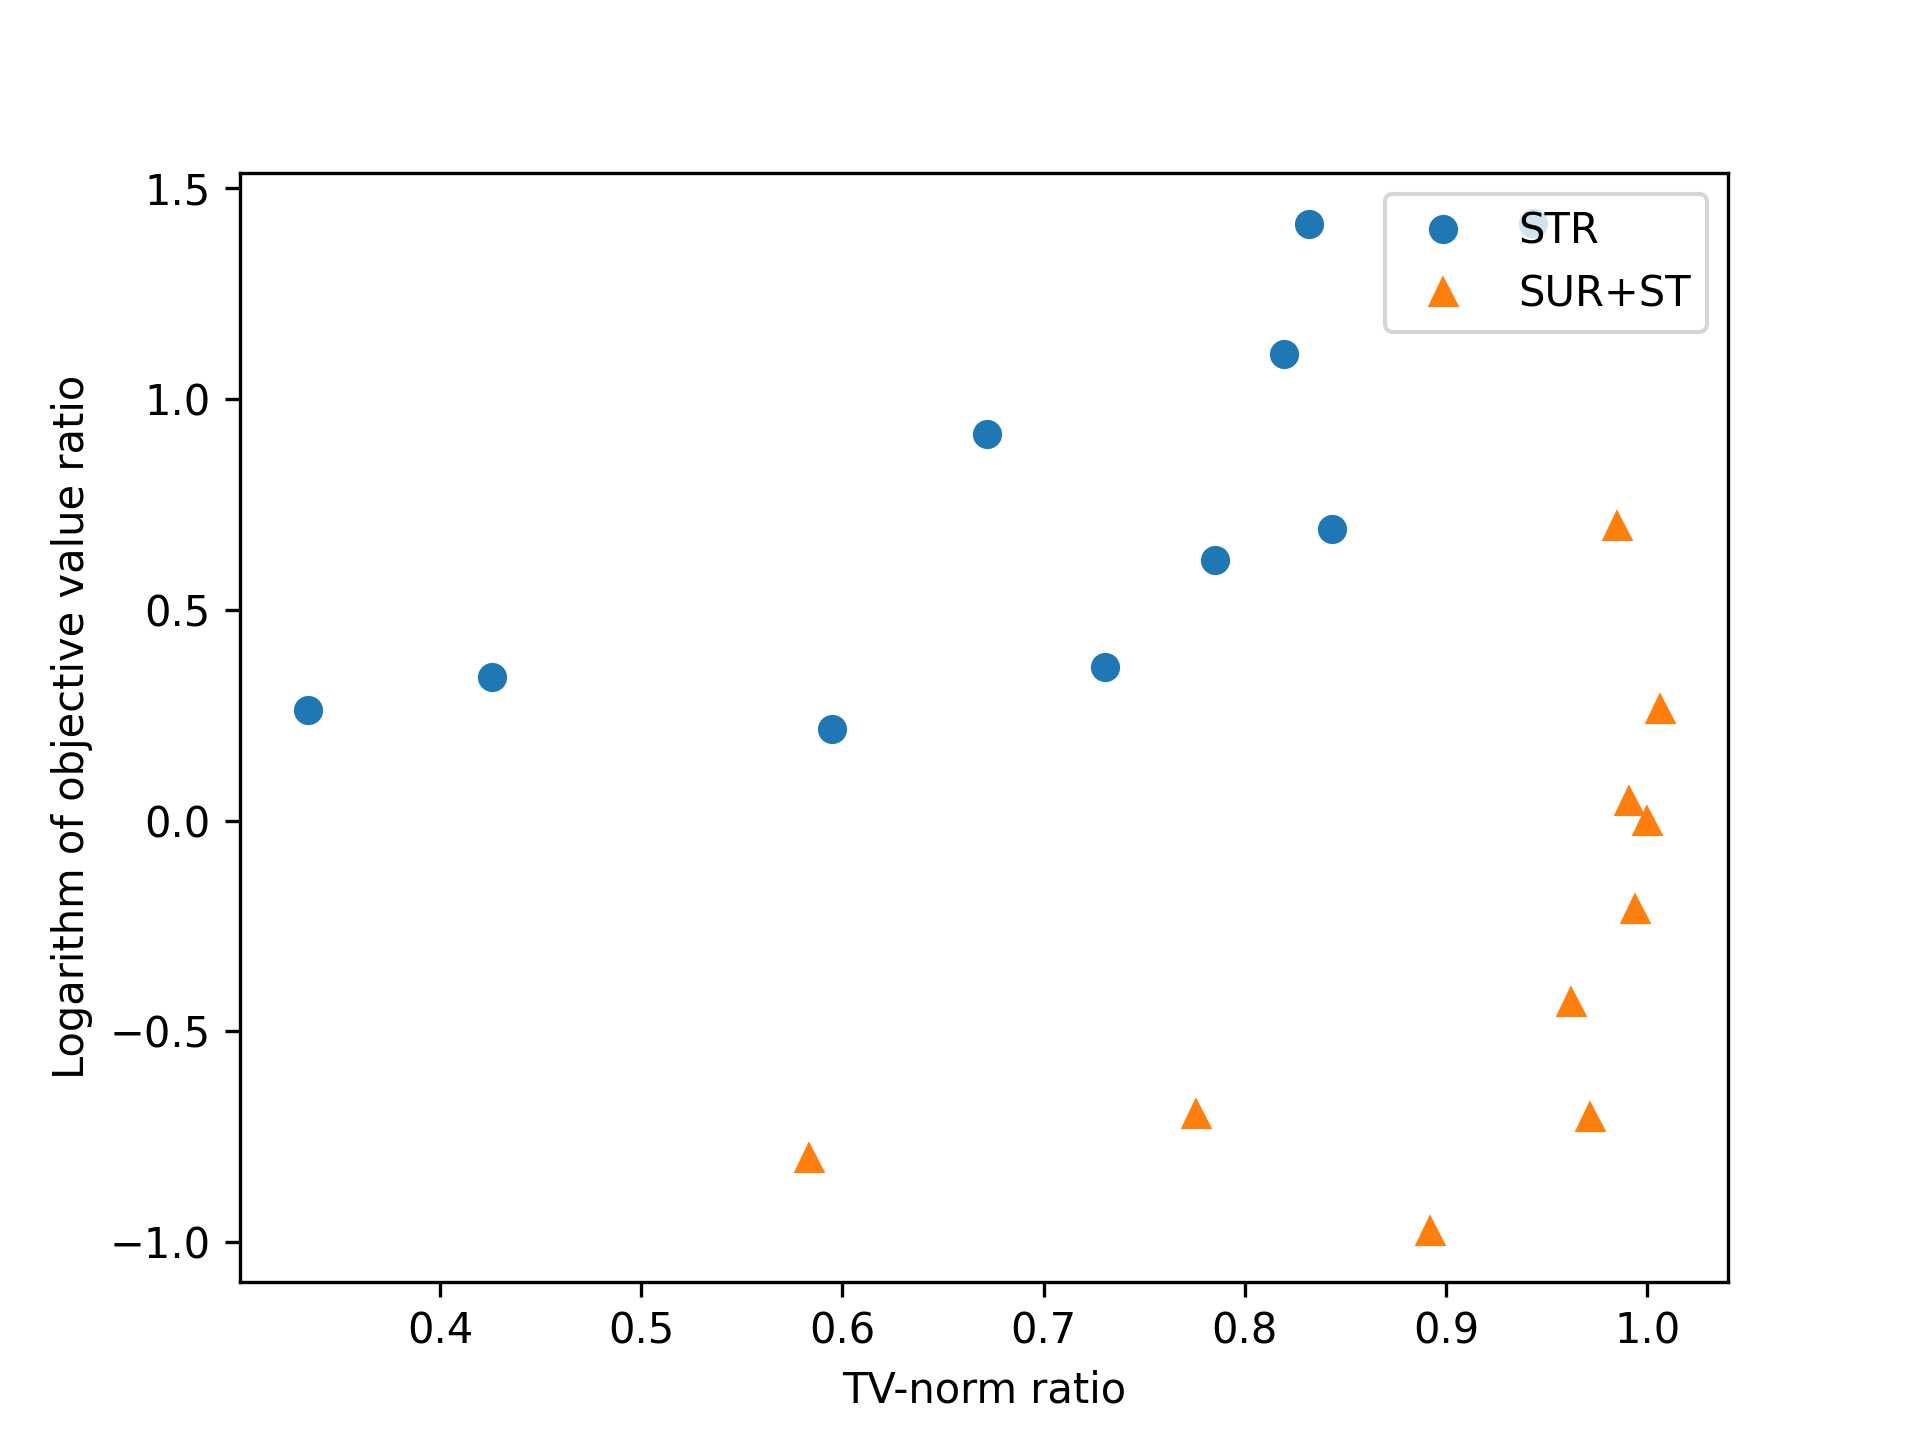 1.5
1.0
0.5
0.0
−0.5
−1.0
Logarithm of objective value ratio
STR
SUR+ST
0.4 0.5 0.6 0.7 0.8 0.9 1.0
TV-norm ratio